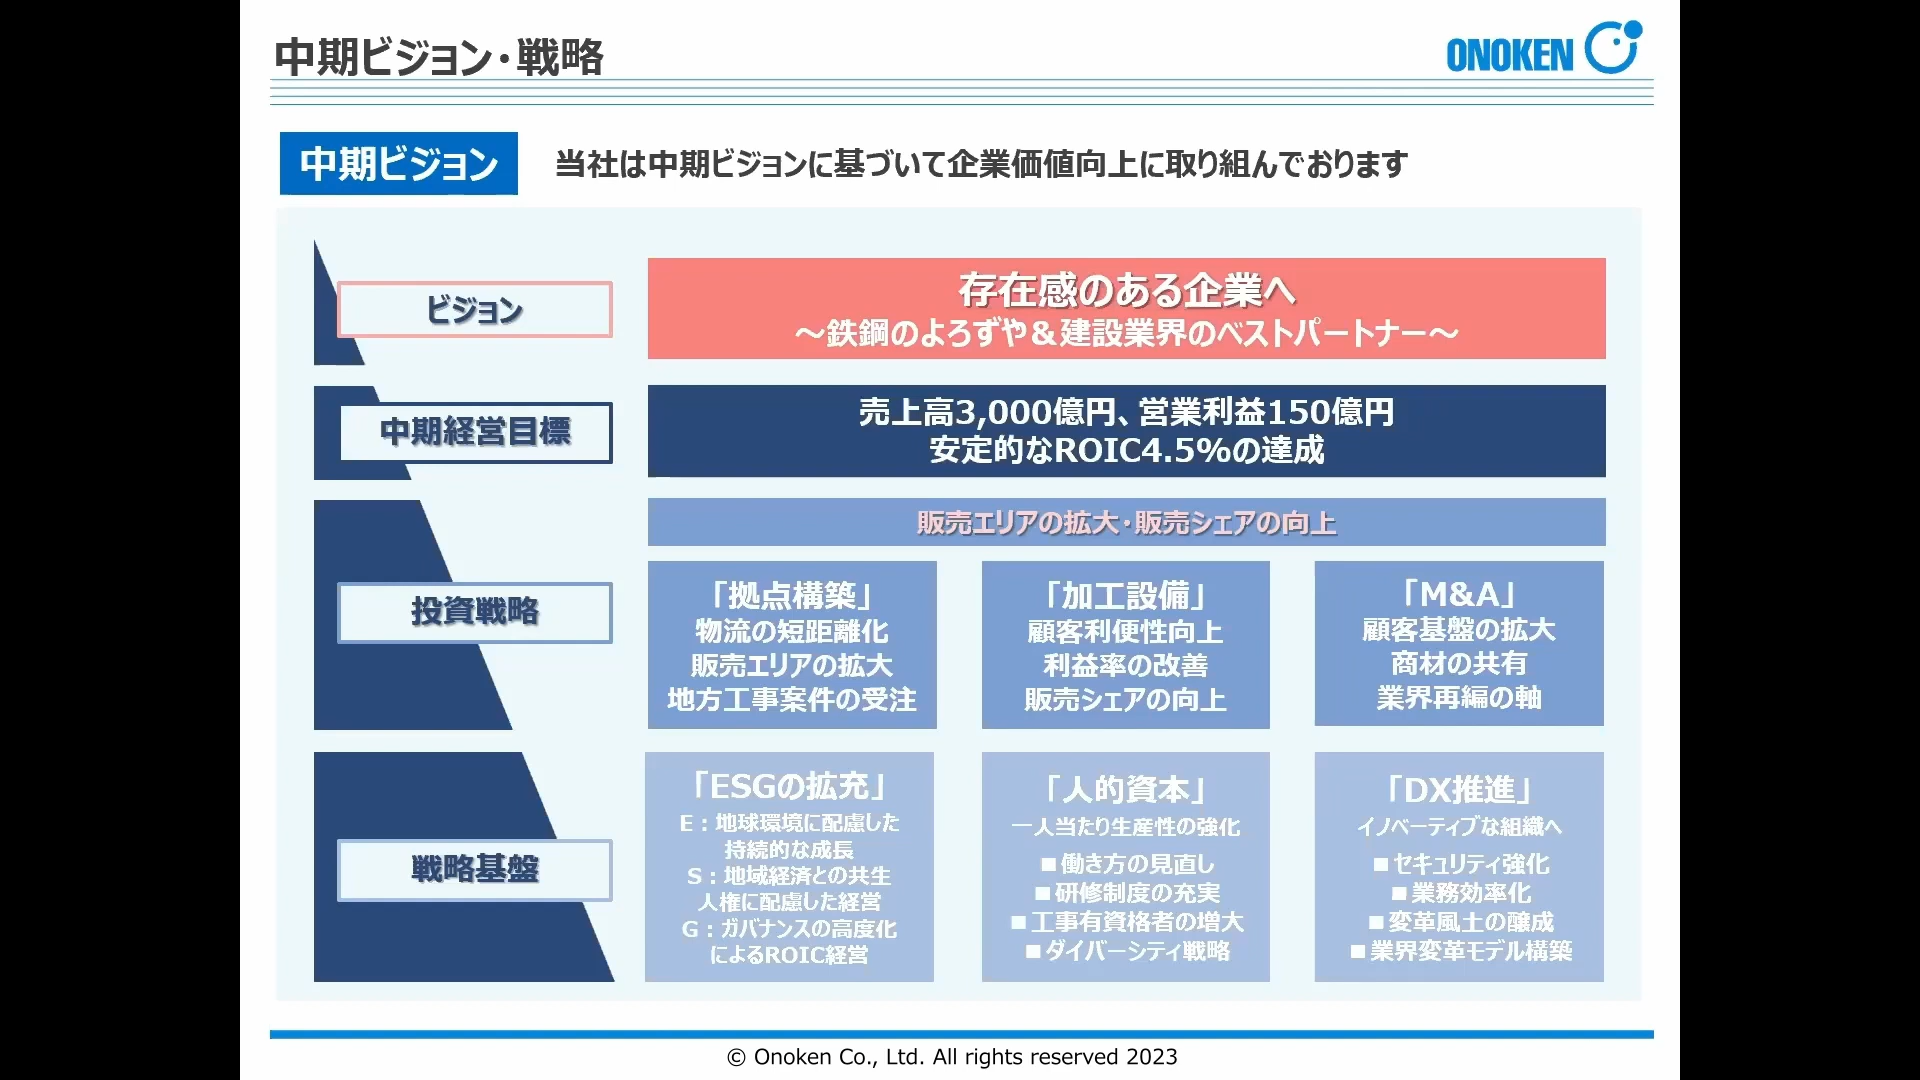 中期ビジョン・戦略
ONOKEN
中期ビジョン
当社は中期ビジョンに基づいて企業価値向上に取り組んでおります
ビジョン
存在感のある企業へ
～鉄鋼のよろずや＆建設業界のベストパートナー～
中期経営目標
売上高3,000億円、営業利益150億円
安定的なROIC4.5%の達成
投資戦略
販売エリアの拡大・販売シェアの向上
「拠点構築」
物流の短距離化
販売エリアの拡大
地方工事案件の受注
「加工設備」
顧客利便性向上
利益率の改善
販売シェアの向上
「M&A」
顧客基盤の拡大
商材の共有
業界再編の軸
戦略基盤
「ESGの拡充」
E：地球環境に配慮した
持続的な成長
S：地域経済との共生
人権に配慮した経営
G：ガバナンスの高度化
によるROIC経営
「人的資本」
一人当たり生産性の強化
■働き方の見直し
■研修制度の充実
■工事有資格者の増大
■ダイバーシティ戦略
「DX推進」
イノベーティブな組織へ
■セキュリティ強化
■業務効率化
■変革風土の醸成
■業界変革モデル構築
© Onoken Co., Ltd. All rights reserved 2023